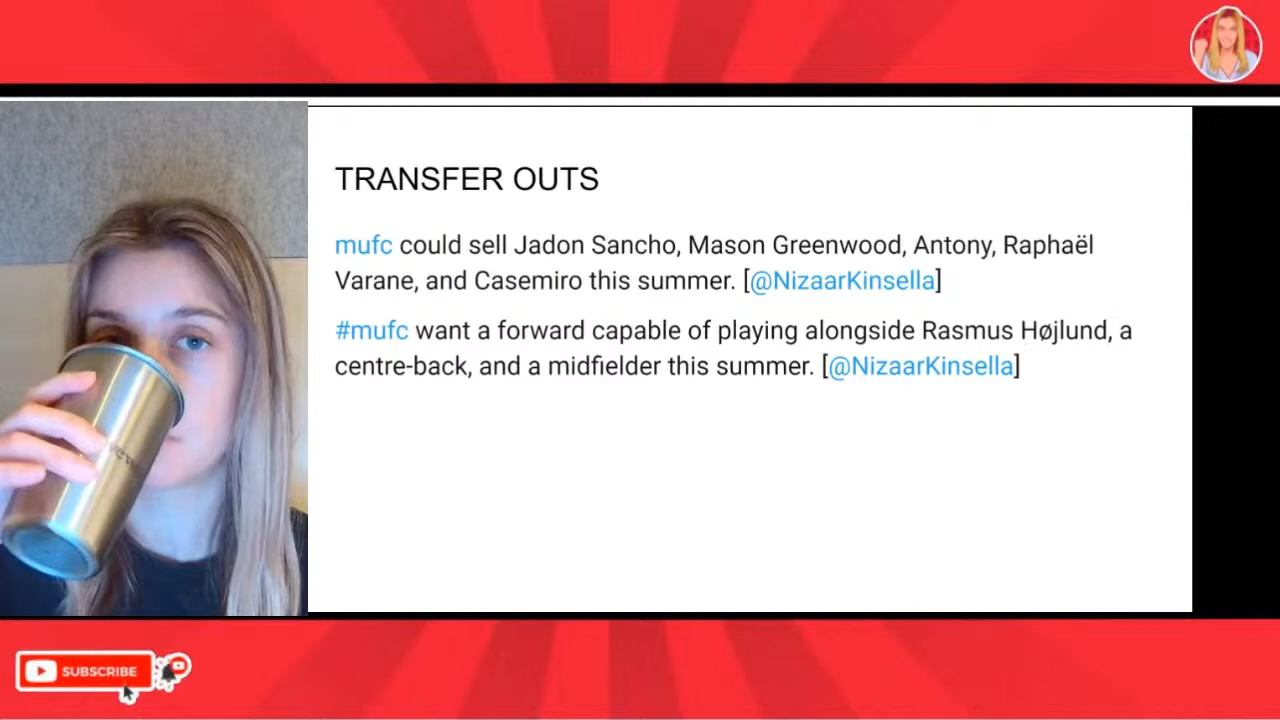 TRANSFER OUTS
mufc could sell Jadon Sancho, Mason Greenwood, Antony, Raphaël
Varane, and Casemiro this summer. [@NizaarKinsella]
#mufc want a forward capable of playing alongside Rasmus Højlund, a
centre-back, and a midfielder this summer. [@NizaarKinsella]
SUBSCRIBE